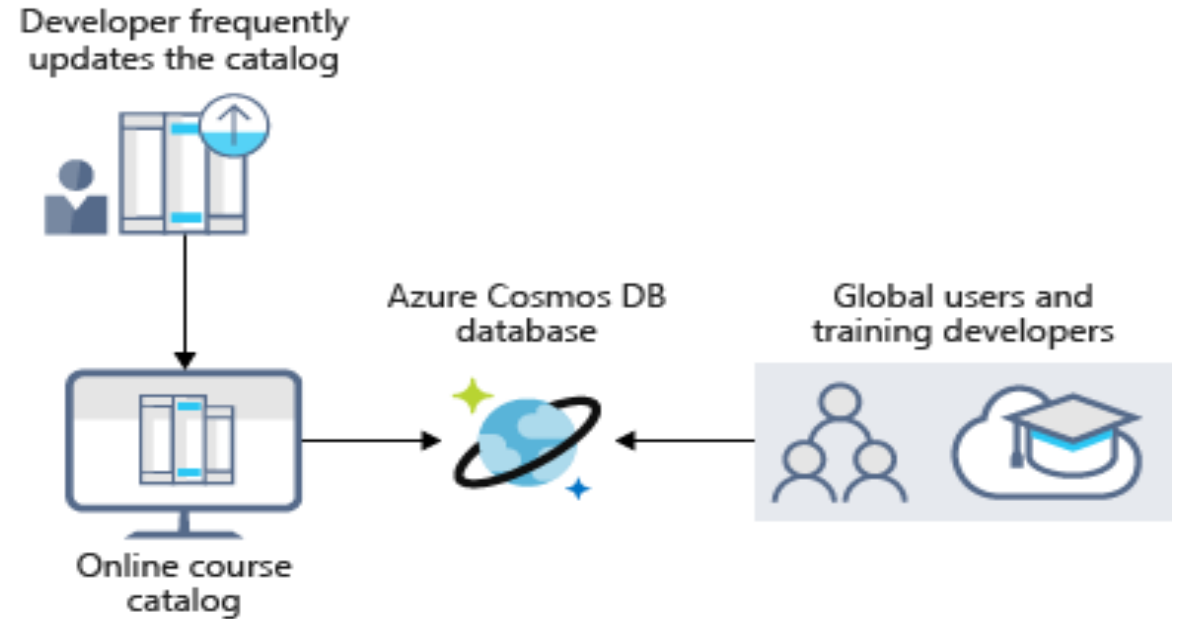 Developer frequently
updates the catalog
Azure Cosmos DB
database
Global users and
training developers
Online course
catalog